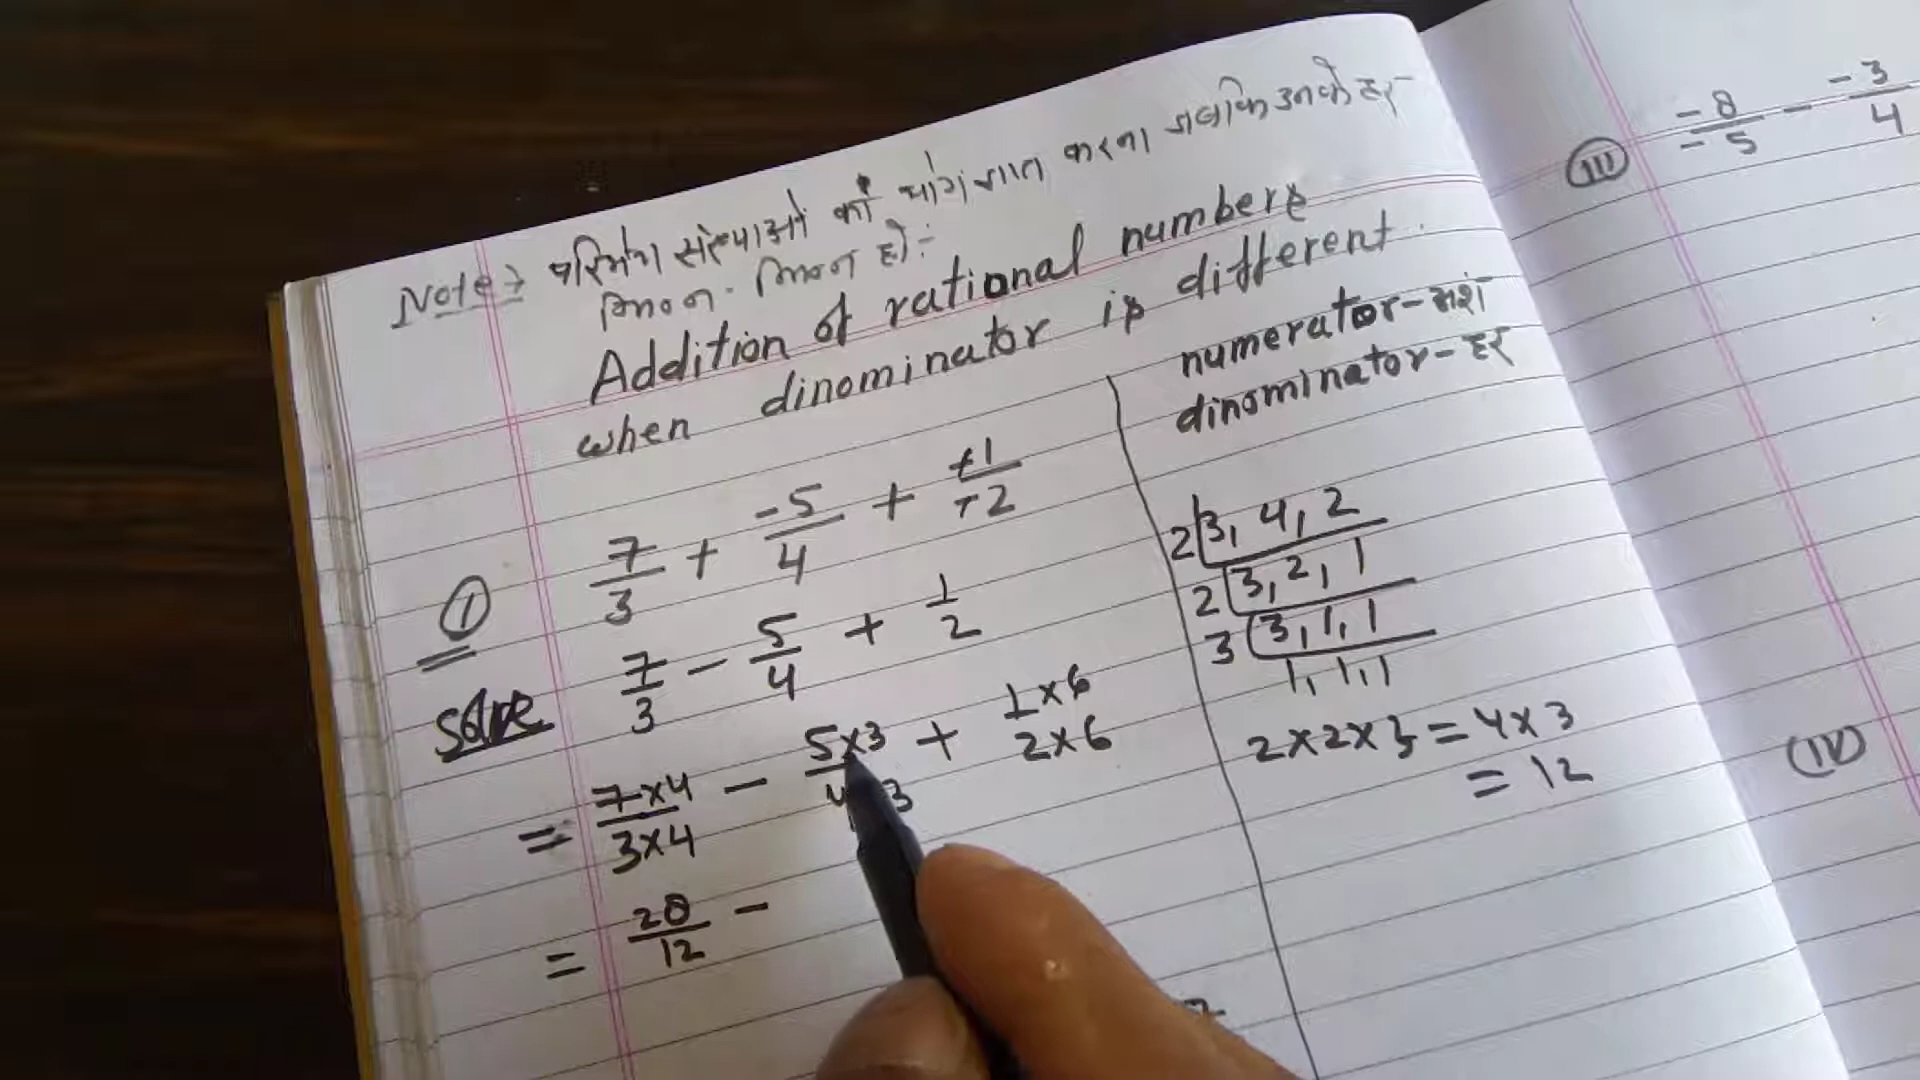 Note → परिमेय संख्याओं का योग ज्ञात करना जबकि उनके हर
भिन्न-भिन्न हो :-
Addition of rational numbers
when dinominator is different.
numerator - अंश
dinominator - हर
① 7/3 + -5/4 + +1/+2
Solve 7/3 - 5/4 + 1/2
= 7×4/3×4 - 5×3/4×3 + 1×6/2×6
= 28/12 -
2 | 3, 4, 2
2 | 3, 2, 1
3 | 3, 1, 1
1, 1, 1
2×2×3 = 4×3
= 12
(III) -8/-5 - -3/4
(IV)